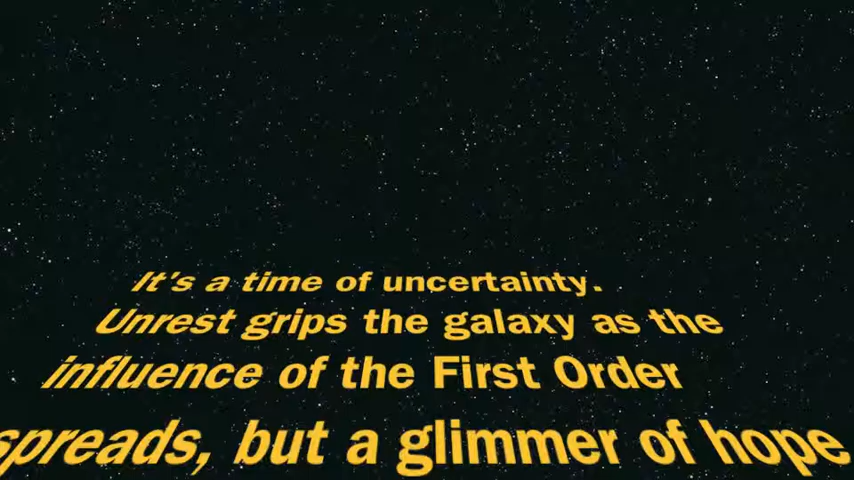 It's a time of uncertainty.
Unrest grips the galaxy as the
influence of the First Order
spreads, but a glimmer of hope